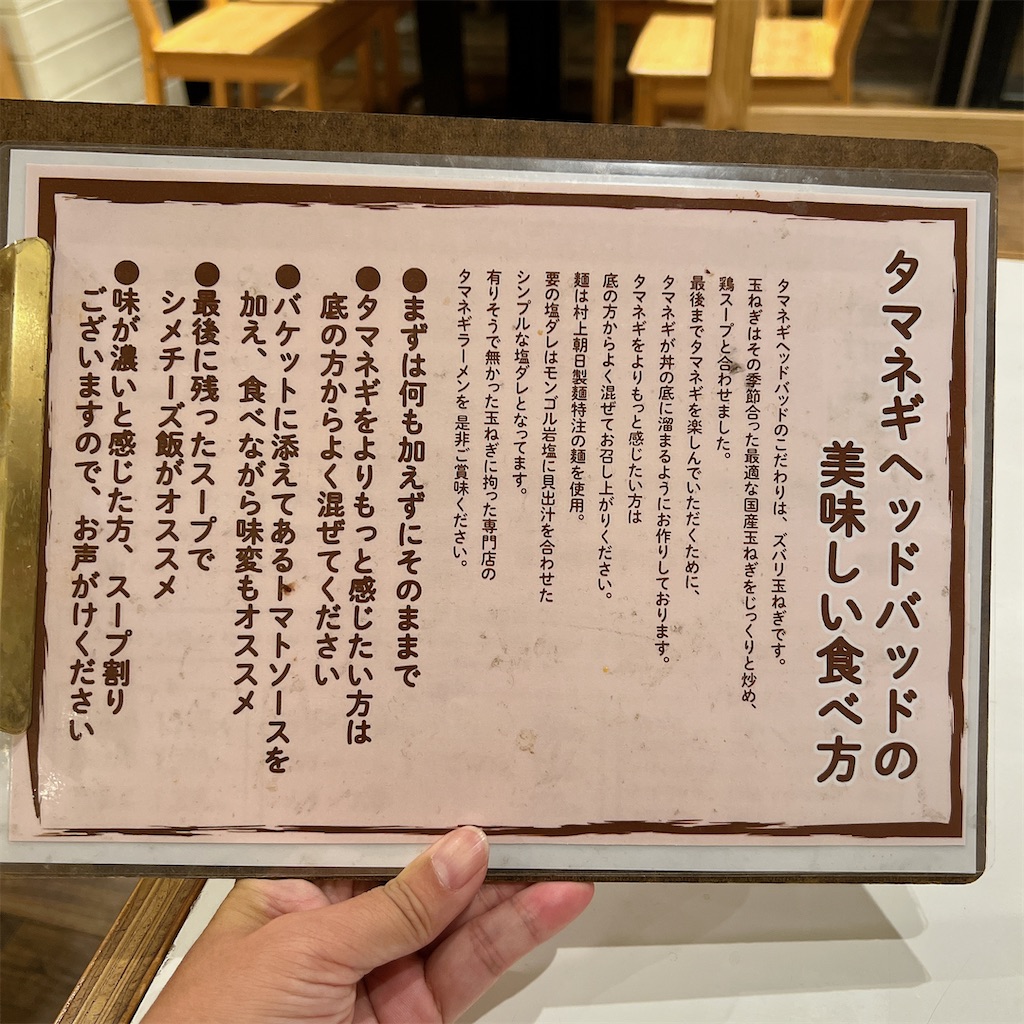 タマネギヘッドバッドの
美味しい食べ方
タマネギヘッドバッドのこだわりは、ズバリ玉ねぎです。
玉ねぎはその季節合った最適な国産玉ねぎをじっくりと炒め、
鶏スープと合わせました。
最後までタマネギを楽しんでいただくために、
タマネギが丼の底に溜まるようにお作りしております。
タマネギをよりもっと感じたい方は
底の方からよく混ぜてお召し上がりください。
麺は村上朝日製麺特注の麺を使用。
要の塩ダレはモンゴル岩塩に貝出汁を合わせた
シンプルな塩ダレとなってます。
有りそうで無かった玉ねぎに拘った専門店の
タマネギラーメンを是非ご賞味ください。
●まずは何も加えずにそのままで
●タマネギをよりもっと感じたい方は
底の方からよく混ぜてください
●バケットに添えてあるトマトソースを
加え、食べながら味変もオススメ
●最後に残ったスープで
シメチーズ飯がオススメ
●味が濃いと感じた方、スープ割り
ございますので、お声がけください